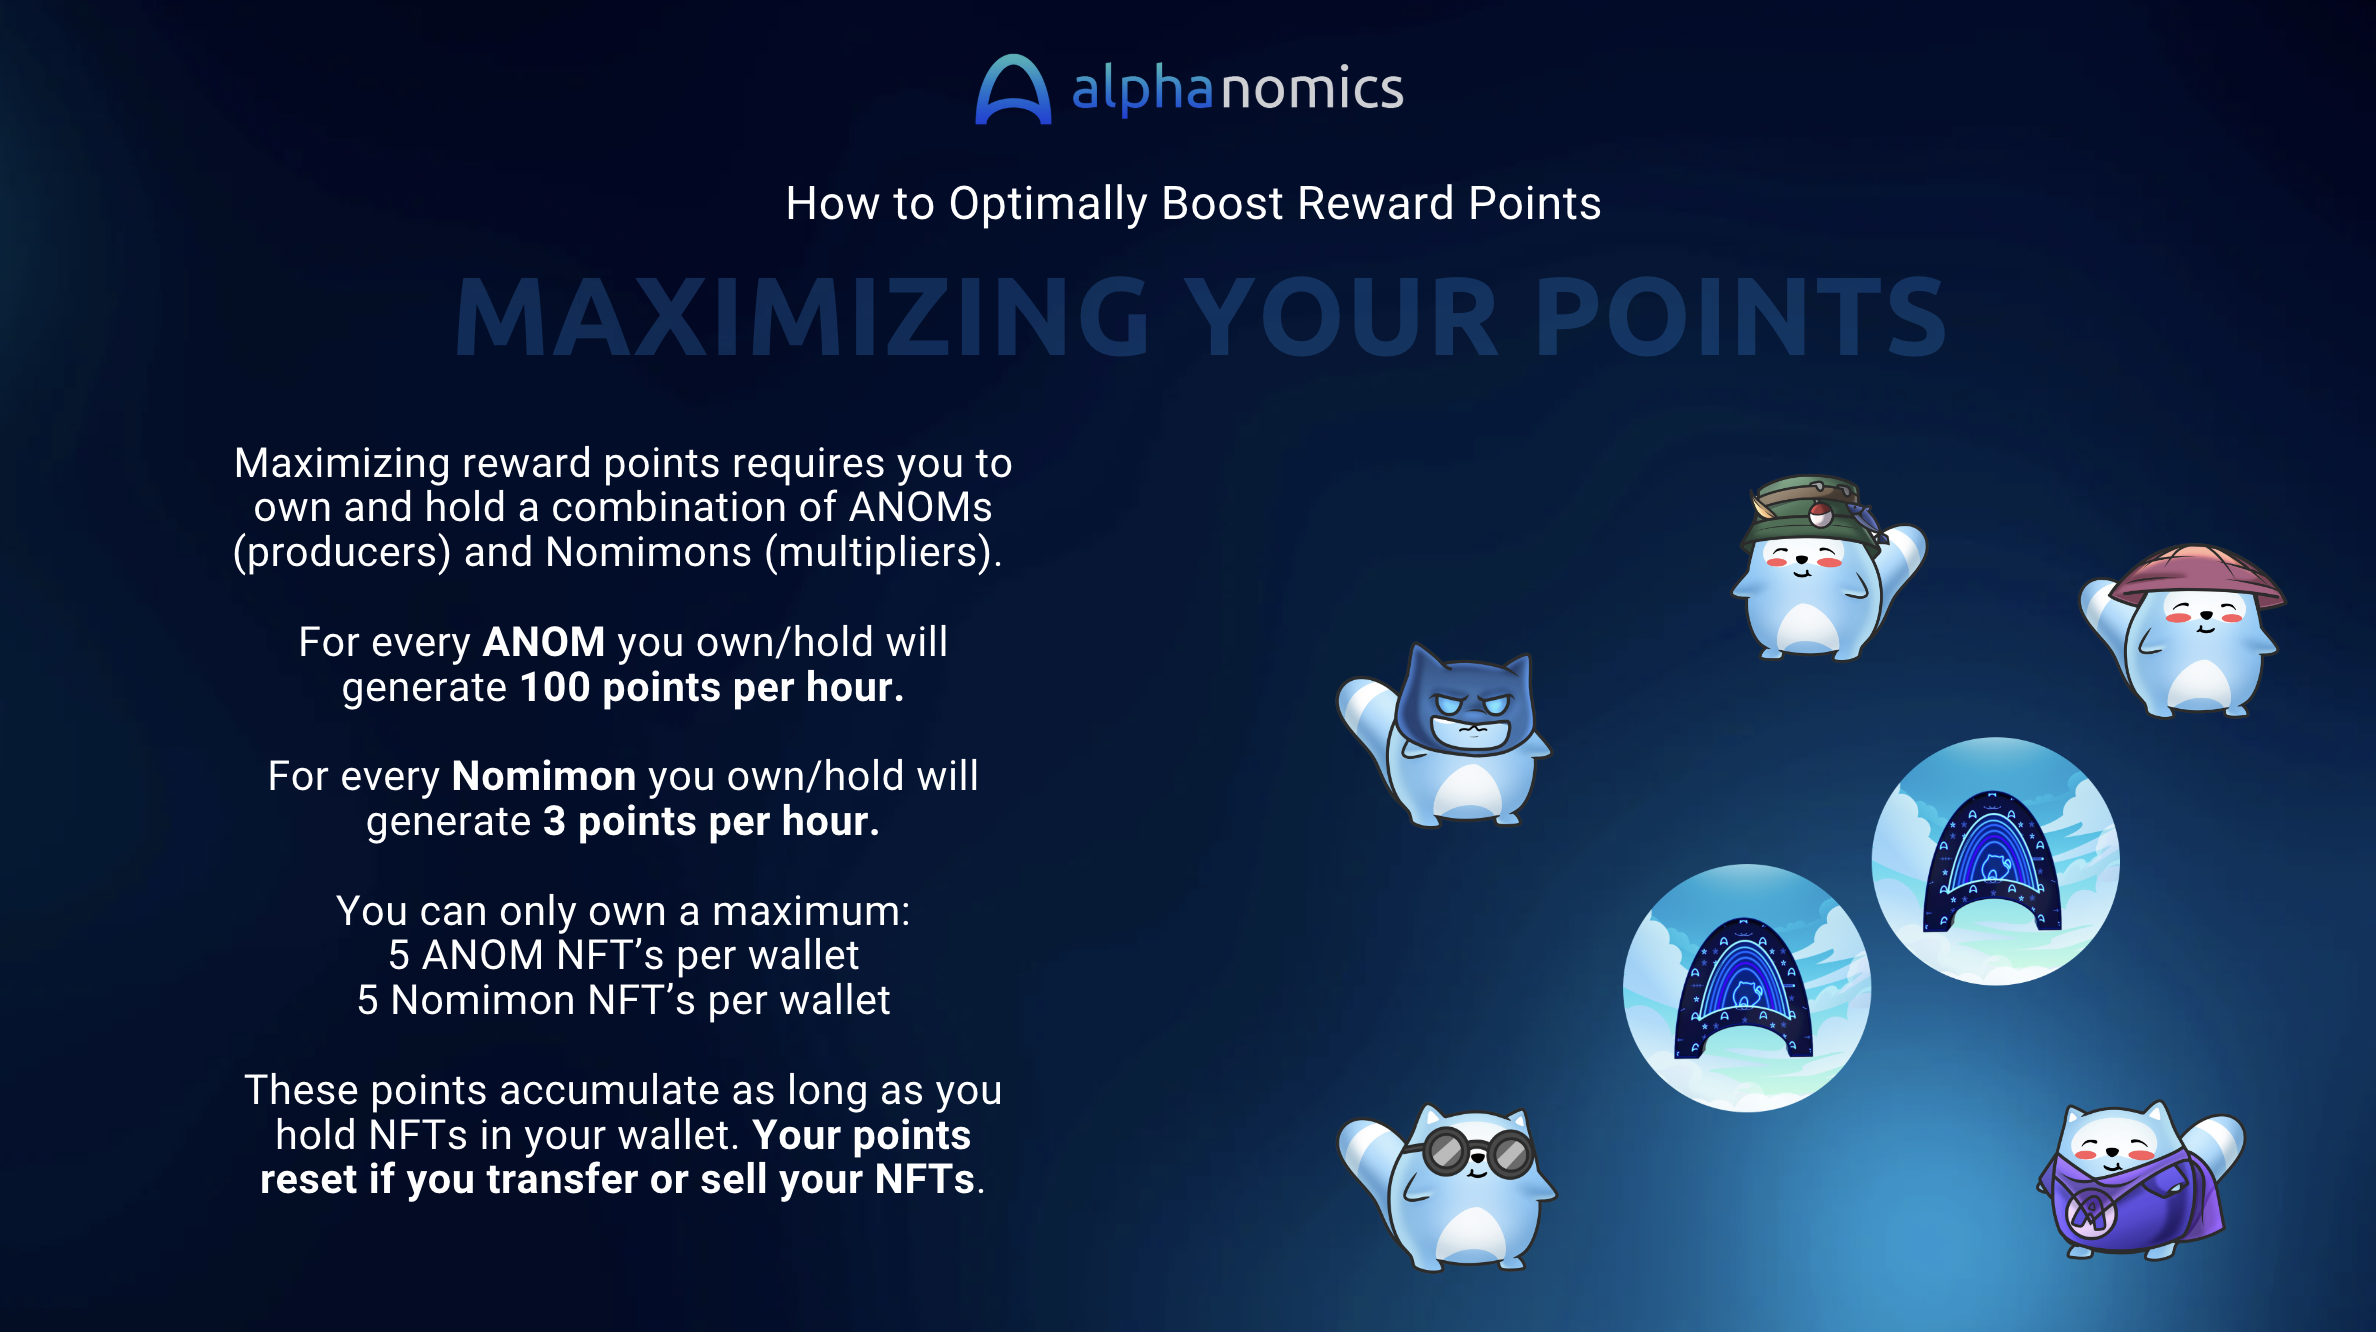 alphanomics
How to Optimally Boost Reward Points
MAXIMIZING YOUR POINTS
Maximizing reward points requires you to
own and hold a combination of ANOMs
(producers) and Nomimons (multipliers).
For every ANOM you own/hold will
generate 100 points per hour.
For every Nomimon you own/hold will
generate 3 points per hour.
You can only own a maximum:
5 ANOM NFT’s per wallet
5 Nomimon NFT’s per wallet
These points accumulate as long as you
hold NFTs in your wallet. Your points
reset if you transfer or sell your NFTs.